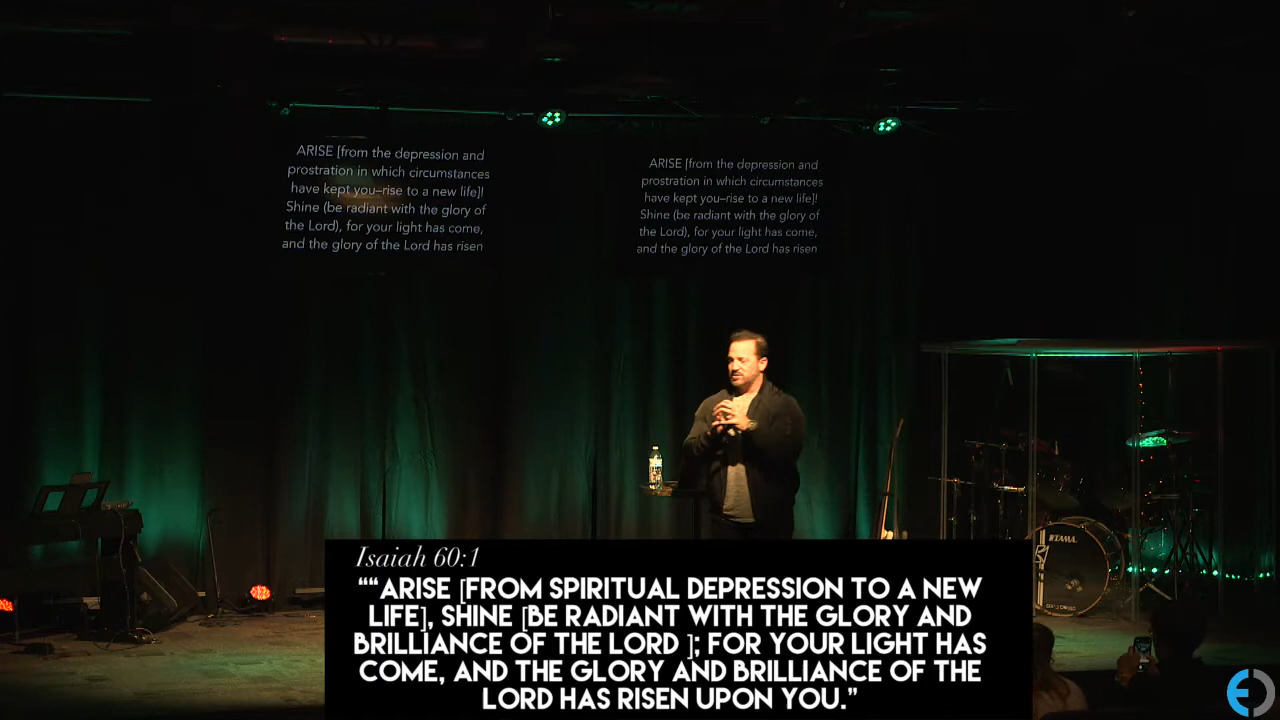 ARISE [from the depression and
prostration in which circumstances
have kept you–rise to a new life]!
Shine (be radiant with the glory of
the Lord), for your light has come,
and the glory of the Lord has risen
ARISE [from the depression and
prostration in which circumstances
have kept you–rise to a new life]!
Shine (be radiant with the glory of
the Lord), for your light has come,
and the glory of the Lord has risen
TAMA
Isaiah 60:1
““ARISE [FROM SPIRITUAL DEPRESSION TO A NEW
LIFE], SHINE [BE RADIANT WITH THE GLORY AND
BRILLIANCE OF THE LORD ]; FOR YOUR LIGHT HAS
COME, AND THE GLORY AND BRILLIANCE OF THE
LORD HAS RISEN UPON YOU.”